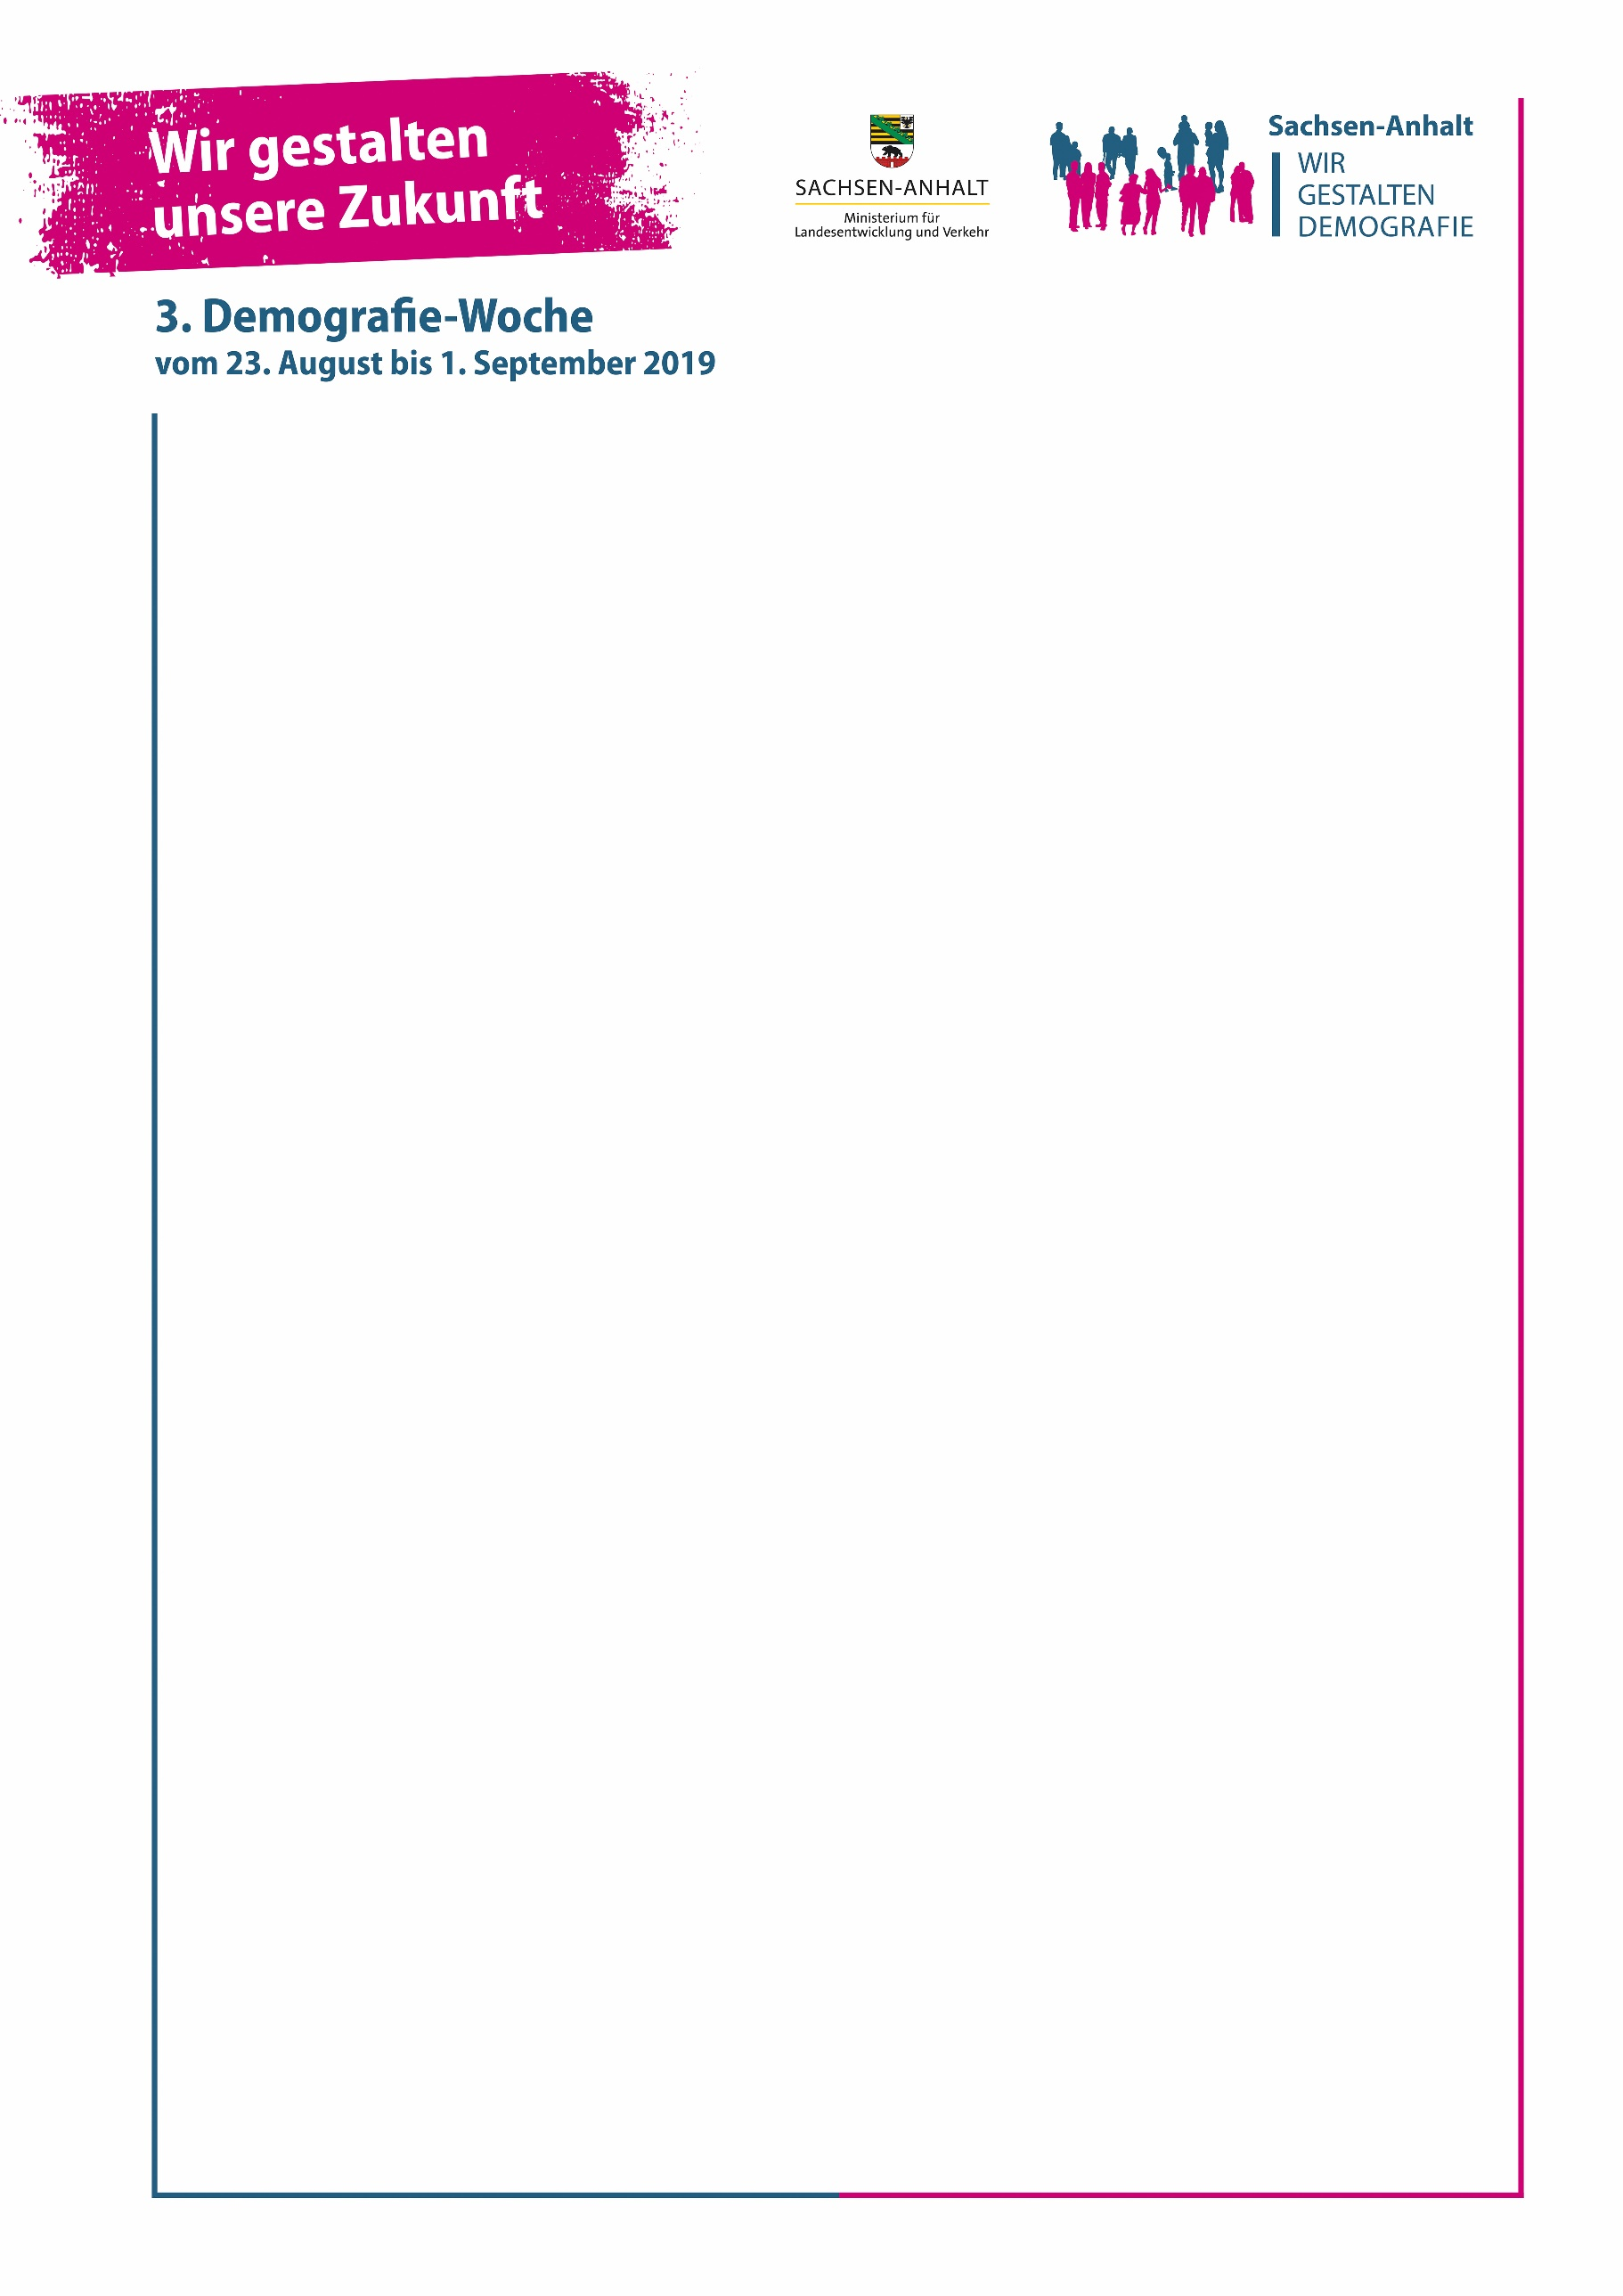 Wir gestalten
unsere Zukunft
SACHSEN-ANHALT
Ministerium für
Landesentwicklung und Verkehr
Sachsen-Anhalt
WIR
GESTALTEN
DEMOGRAFIE
3. Demografie-Woche
vom 23. August bis 1. September 2019